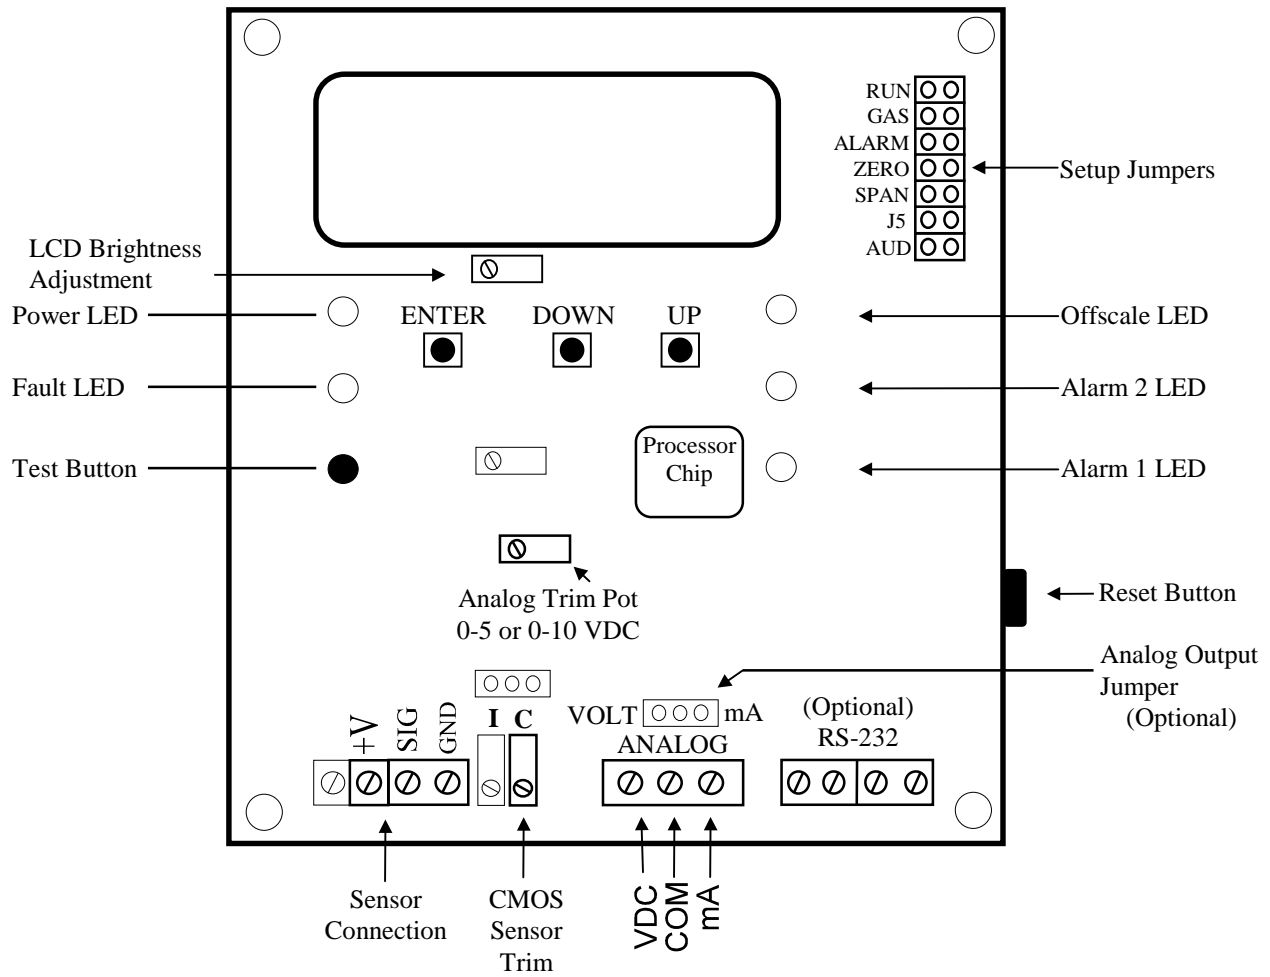 RUN
GAS
ALARM
ZERO
SPAN
J5
AUD
Setup Jumpers
LCD Brightness
Adjustment
Power LED
ENTER
DOWN
UP
Offscale LED
Fault LED
Alarm 2 LED
Test Button
Processor
Chip
Alarm 1 LED
Analog Trim Pot
0-5 or 0-10 VDC
Reset Button
Analog Output
Jumper
(Optional)
+V
SIG
GND
I C
VOLT mA
ANALOG
(Optional)
RS-232
Sensor
Connection
CMOS
Sensor
Trim
VDC
COM
mA